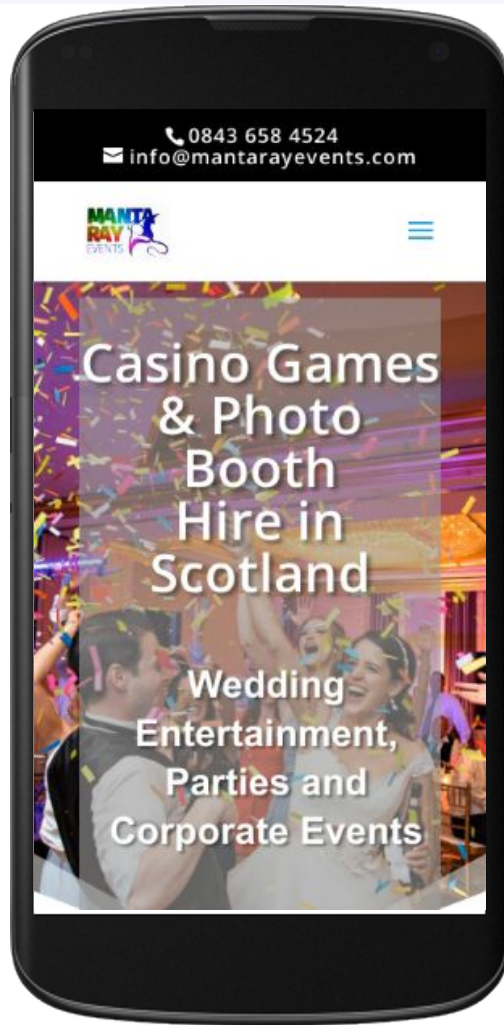 0843 658 4524
info@mantarayevents.com
MANTA
RAY
EVENTS
Casino Games
& Photo
Booth
Hire in
Scotland
Wedding
Entertainment,
Parties and
Corporate Events